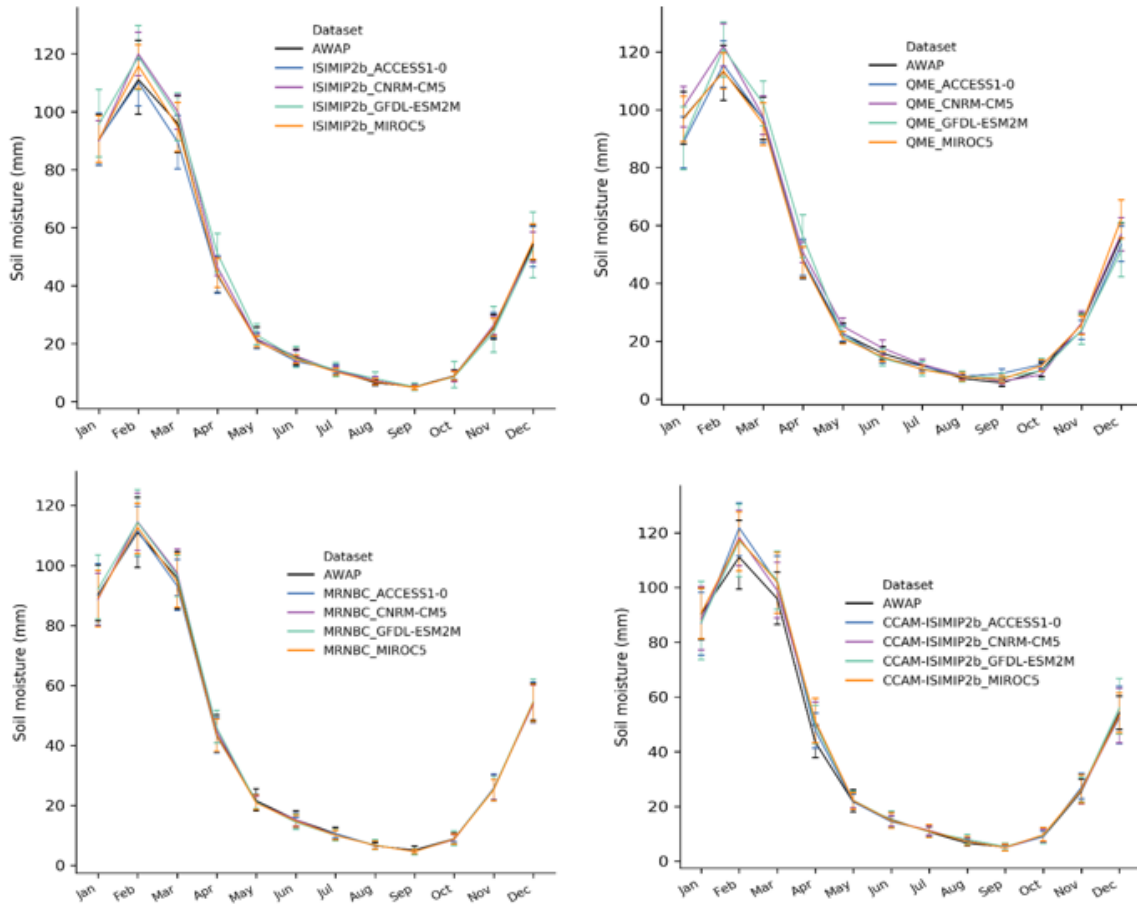 Soil moisture (mm)
120
100
80
60
40
20
0
Dataset
AWAP
ISIMIP2b_ACCESS1-0
ISIMIP2b_CNRM-CM5
ISIMIP2b_GFDL-ESM2M
ISIMIP2b_MIROC5
Jan Feb Mar Apr May Jun Jul Aug Sep Oct Nov Dec
Soil moisture (mm)
120
100
80
60
40
20
0
Dataset
AWAP
QME_ACCESS1-0
QME_CNRM-CM5
QME_GFDL-ESM2M
QME_MIROC5
Jan Feb Mar Apr May Jun Jul Aug Sep Oct Nov Dec
Soil moisture (mm)
120
100
80
60
40
20
0
Dataset
AWAP
MRNBC_ACCESS1-0
MRNBC_CNRM-CM5
MRNBC_GFDL-ESM2M
MRNBC_MIROC5
Jan Feb Mar Apr May Jun Jul Aug Sep Oct Nov Dec
Soil moisture (mm)
120
100
80
60
40
20
0
Dataset
AWAP
CCAM-ISIMIP2b_ACCESS1-0
CCAM-ISIMIP2b_CNRM-CM5
CCAM-ISIMIP2b_GFDL-ESM2M
CCAM-ISIMIP2b_MIROC5
Jan Feb Mar Apr May Jun Jul Aug Sep Oct Nov Dec